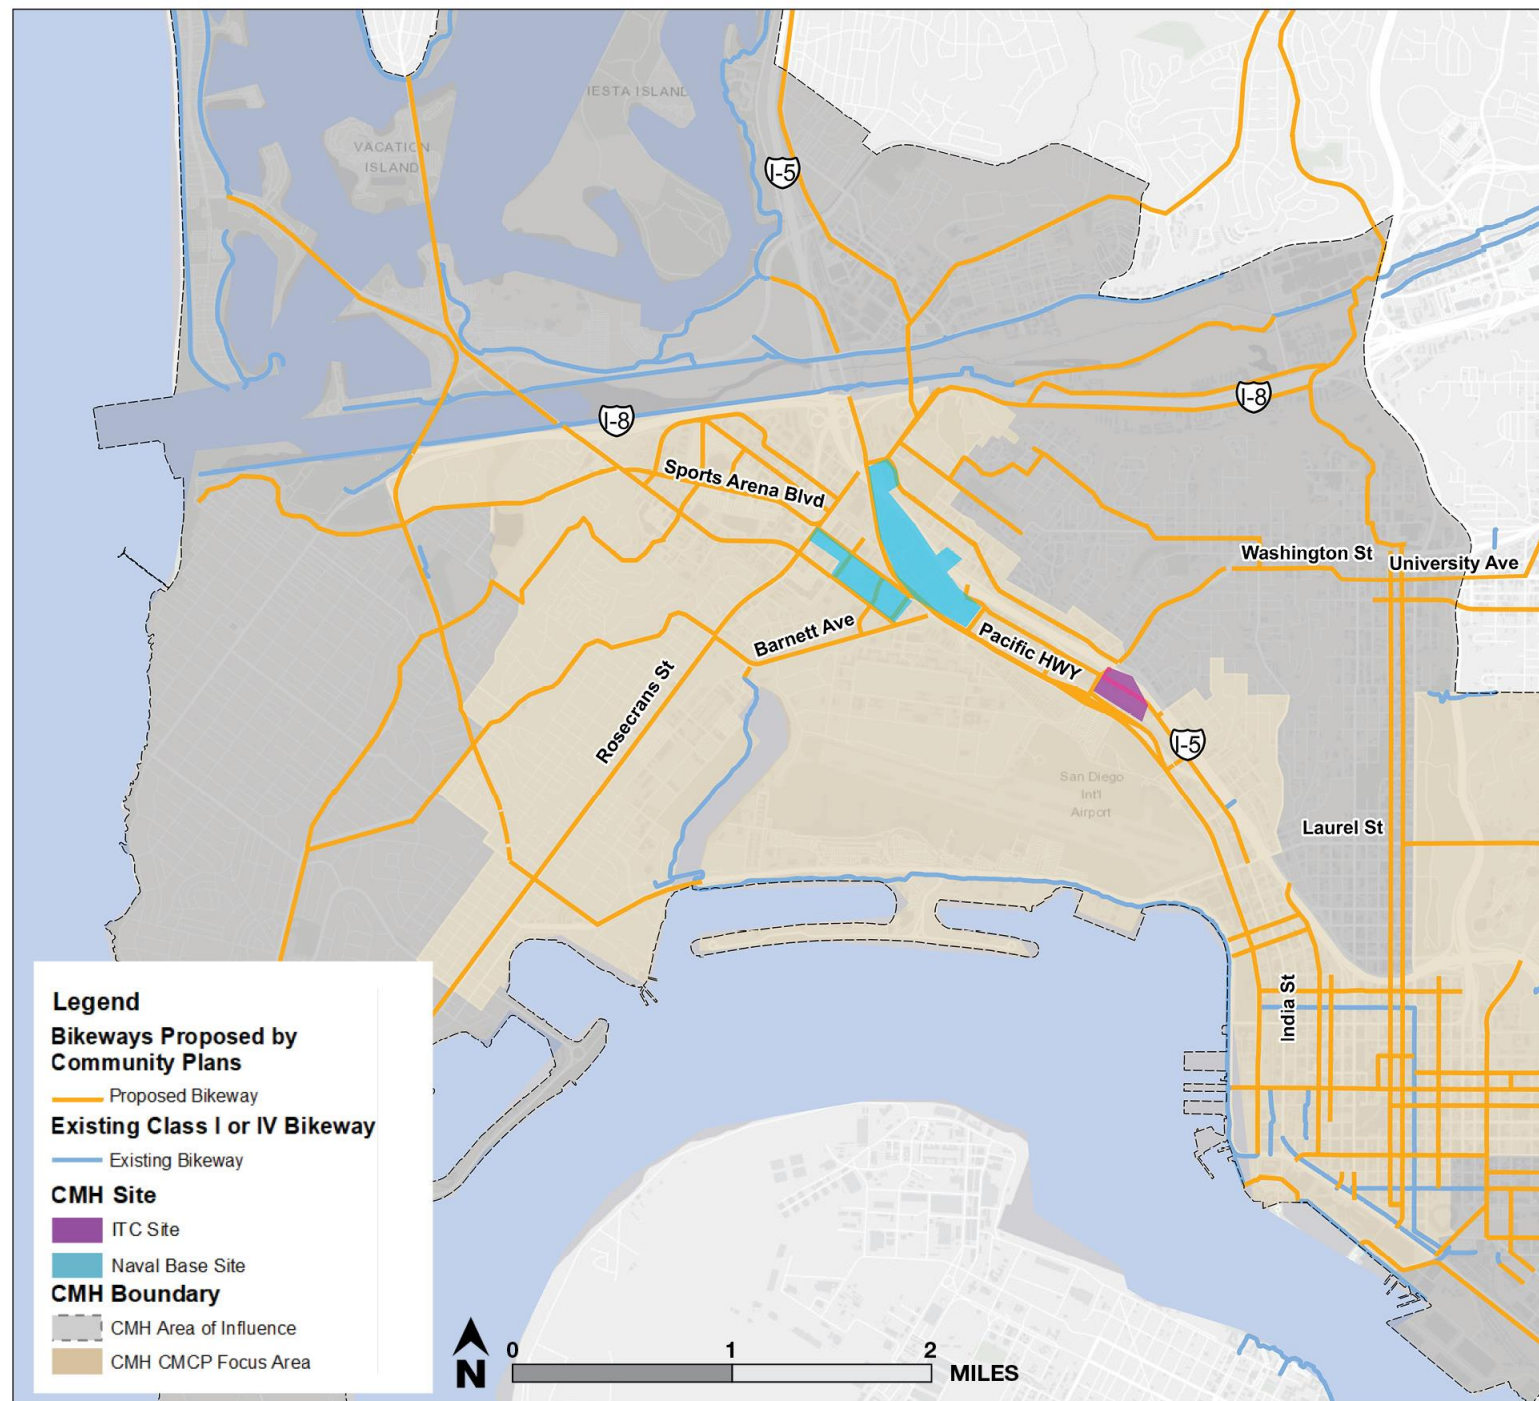 IESTA ISLAND
VACATION
ISLAND
I-5
I-8
I-8
Sports Arena Blvd
Washington St
University Ave
Barnett Ave
Pacific HWY
Rosecrans St
I-5
San Diego
Int'l
Airport
Laurel St
India St
Legend
Bikeways Proposed by
Community Plans
Proposed Bikeway
Existing Class I or IV Bikeway
Existing Bikeway
CMH Site
ITC Site
Naval Base Site
CMH Boundary
CMH Area of Influence
CMH CMCP Focus Area
N
0 1 2
MILES